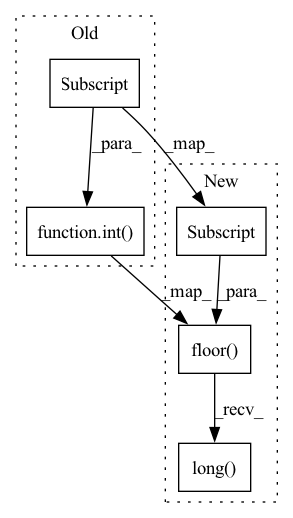 Old
Subscript
_para_
_map_
New
function.int()
Subscript
_map_
_para_
floor()
_recv_
long()